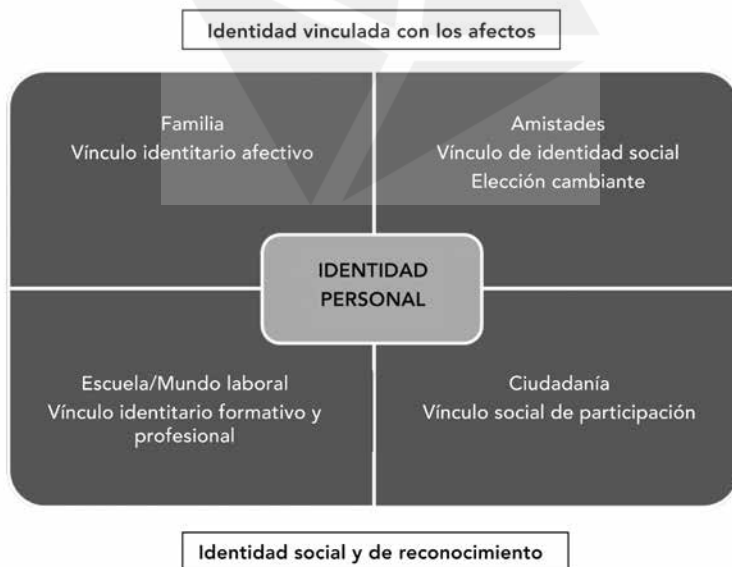 Identidad vinculada con los afectos
Familia
Vínculo identitario afectivo
Amistades
Vínculo de identidad social
Elección cambiante
IDENTIDAD
PERSONAL
Escuela/Mundo laboral
Vínculo identitario formativo y
profesional
Ciudadanía
Vínculo social de participación
Identidad social y de reconocimiento